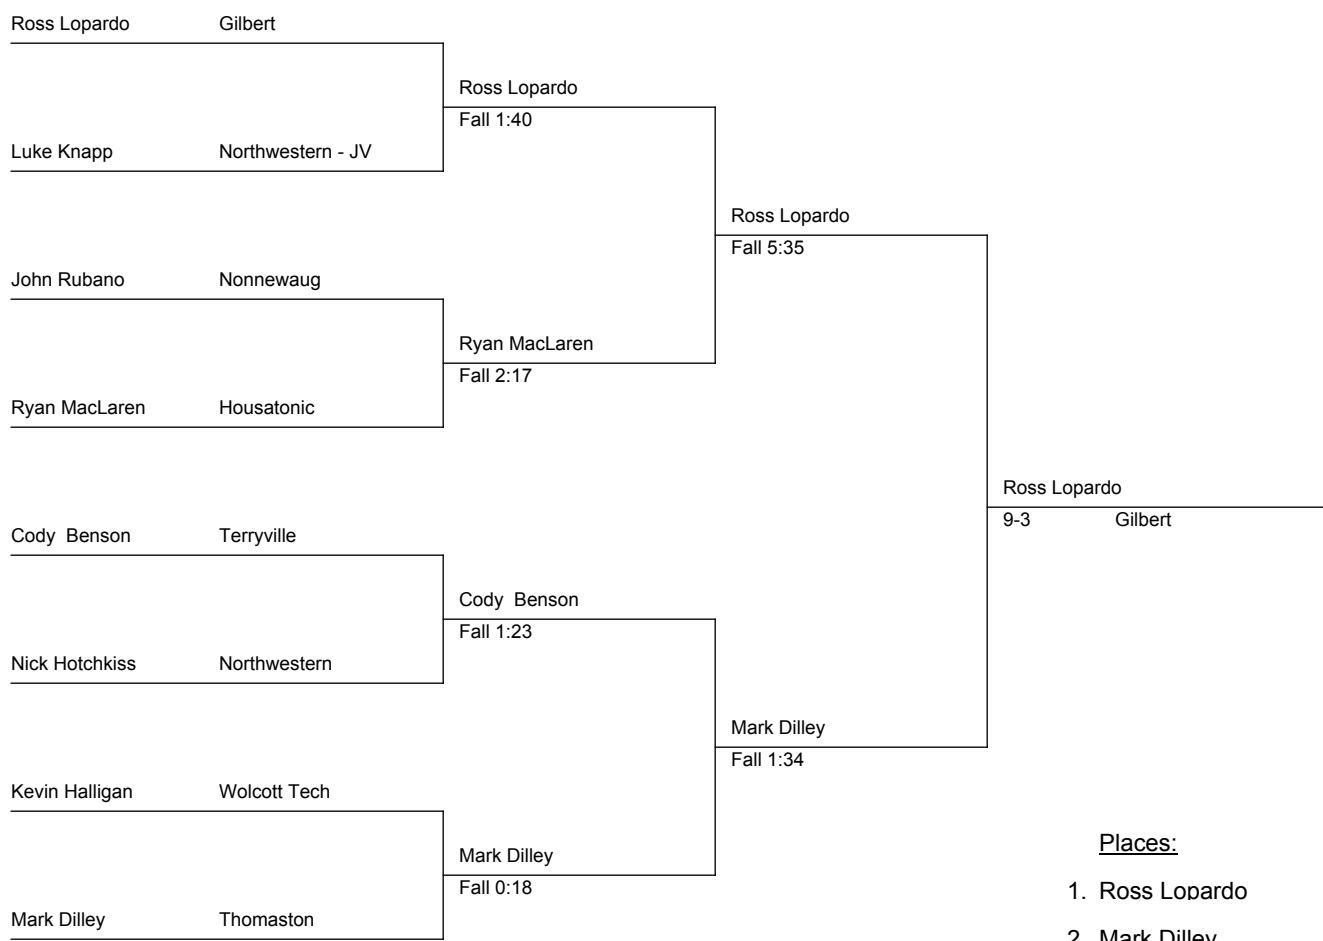 Ross Lopardo Gilbert
Ross Lopardo
Fall 1:40
Luke Knapp Northwestern - JV
Ross Lopardo
Fall 5:35
John Rubano Nonnewaug
Ryan MacLaren
Fall 2:17
Ryan MacLaren Housatonic
Ross Lopardo
9-3 Gilbert
Cody  Benson Terryville
Cody  Benson
Fall 1:23
Nick Hotchkiss Northwestern
Mark Dilley
Fall 1:34
Kevin Halligan Wolcott Tech
Places:
Mark Dilley
Fall 0:18
1. Ross Lopardo
Mark Dilley Thomaston
2. Mark Dilley